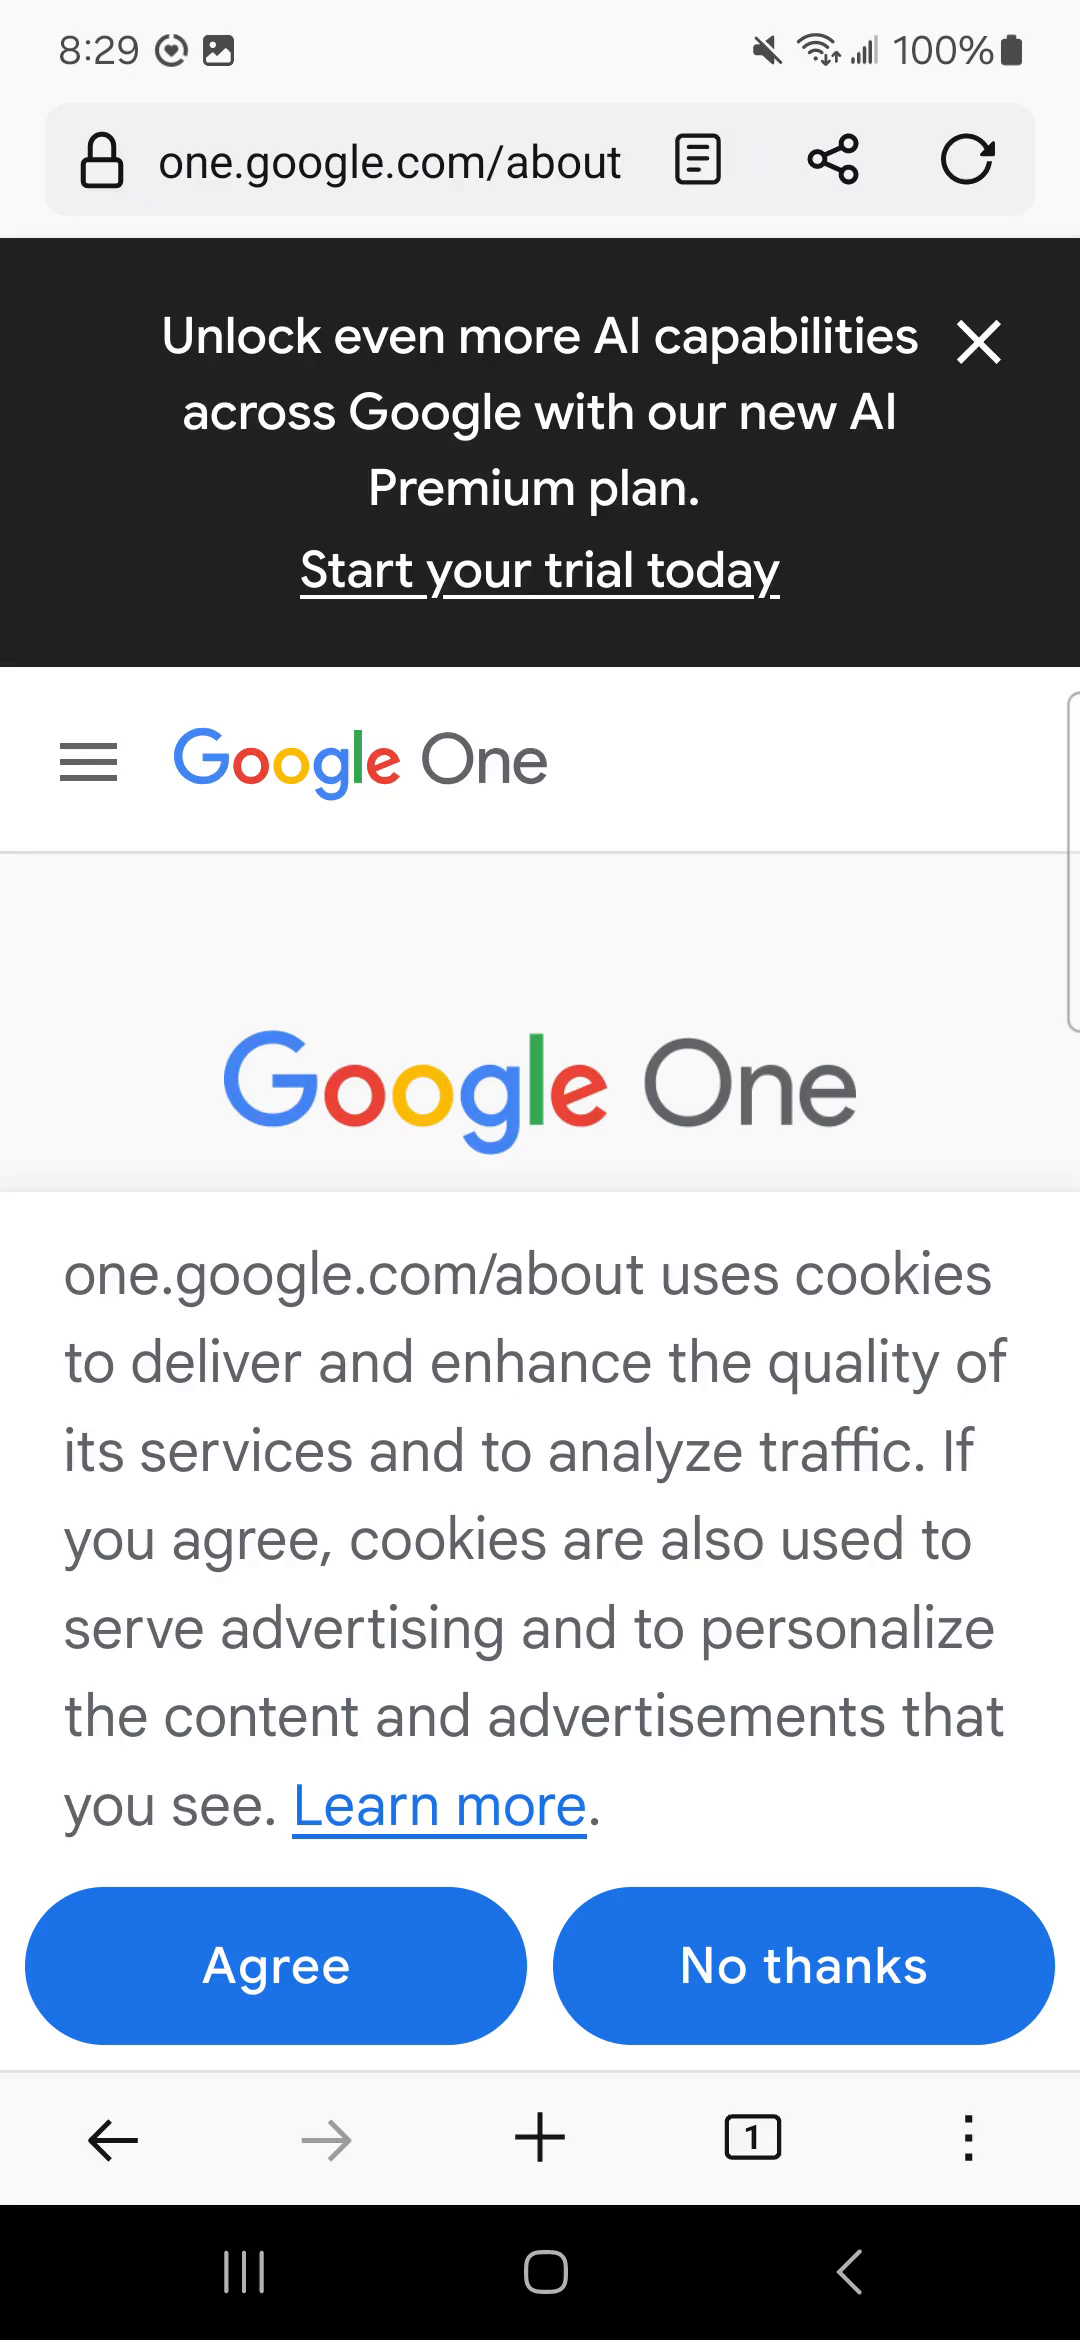 8:29
100%
one.google.com/about
Unlock even more AI capabilities
across Google with our new AI
Premium plan.
Start your trial today
Google One
Google One
one.google.com/about uses cookies
to deliver and enhance the quality of
its services and to analyze traffic. If
you agree, cookies are also used to
serve advertising and to personalize
the content and advertisements that
you see. Learn more.
Agree
No thanks
1